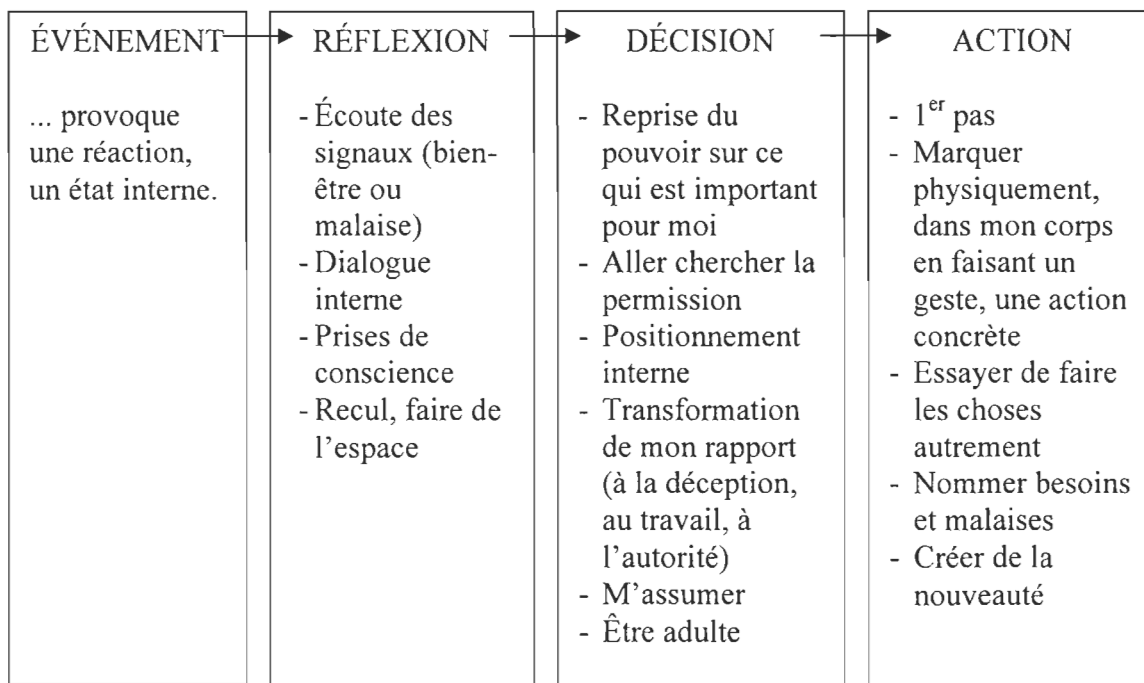 ÉVÉNEMENT
... provoque
une réaction,
un état interne.
RÉFLEXION
- Écoute des
signaux (bien-
être ou
malaise)
- Dialogue
interne
- Prises de
conscience
- Recul, faire de
l'espace
DÉCISION
- Reprise du
pouvoir sur ce
qui est important
pour moi
- Aller chercher la
permission
- Positionnement
interne
- Transformation
de mon rapport
(à la déception,
au travail, à
l'autorité)
- M'assumer
- Être adulte
ACTION
- 1er pas
- Marquer
physiquement,
dans mon corps
en faisant un
geste, une action
concrète
- Essayer de faire
les choses
autrement
- Nommer besoins
et malaises
- Créer de la
nouveauté